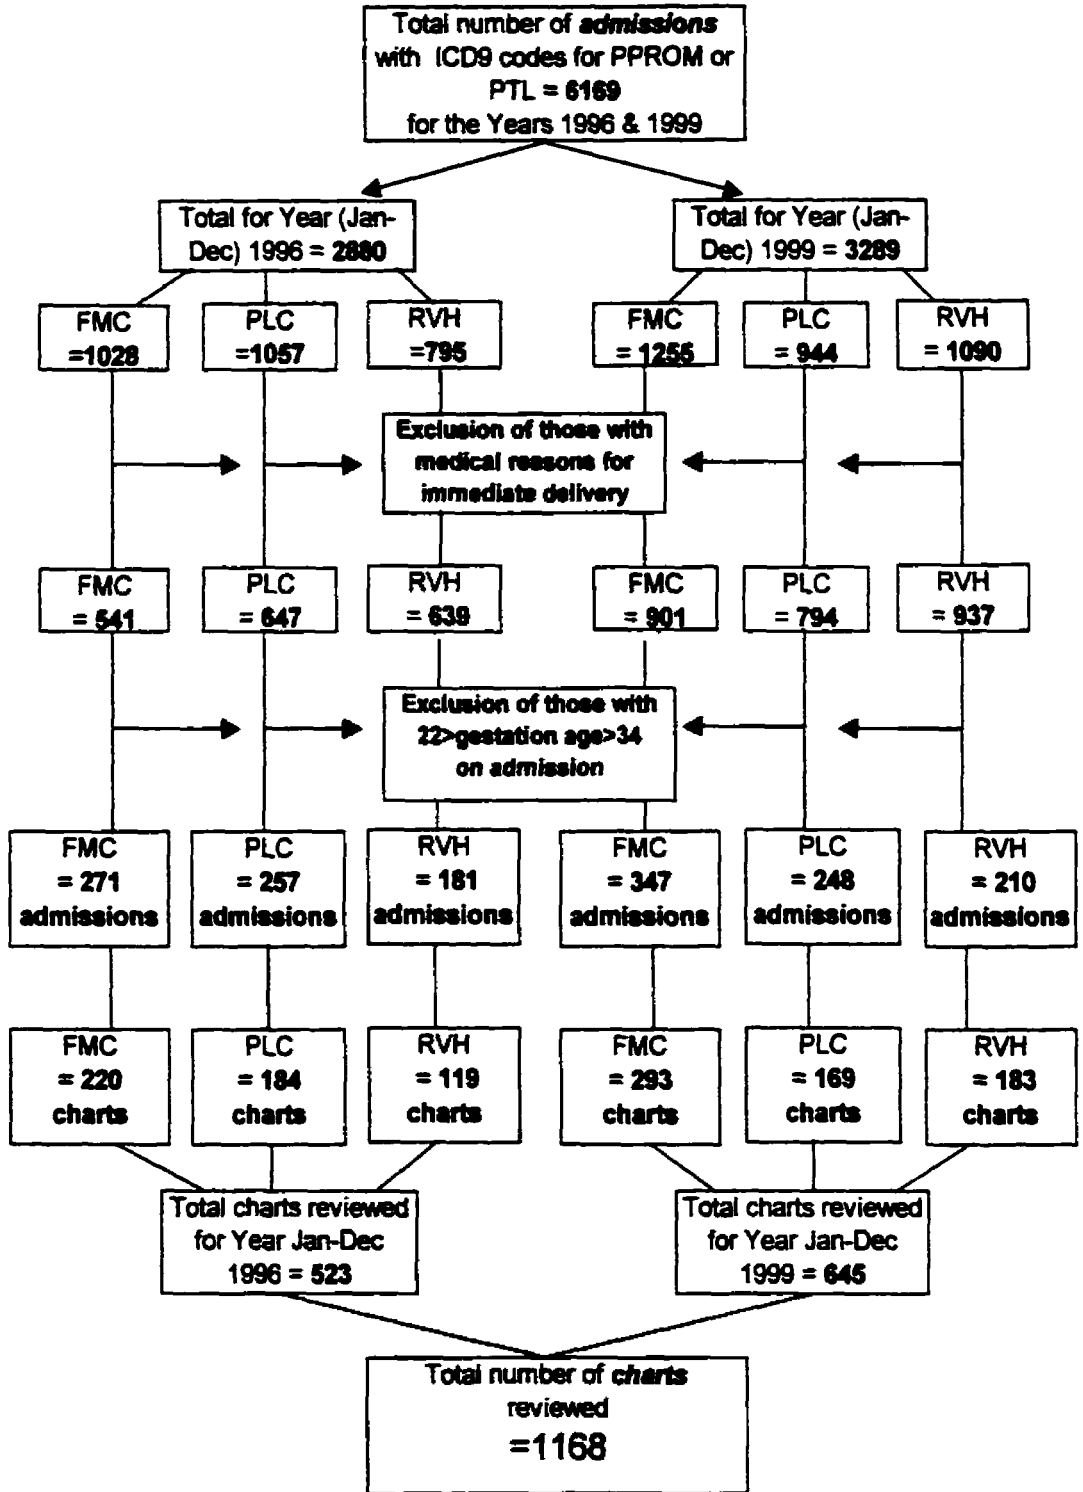 Total number of admissions
with ICD9 codes for PPROM or
PTL = 6169
for the Years 1996 & 1999
Total for Year (Jan-
Dec) 1996 = 2880
Total for Year (Jan-
Dec) 1999 = 3289
FMC
=1028
PLC
=1057
RVH
=795
FMC
= 1255
PLC
= 944
RVH
= 1090
Exclusion of those with
medical reasons for
immediate delivery
FMC
= 541
PLC
= 647
RVH
= 639
FMC
= 901
PLC
= 794
RVH
= 937
Exclusion of those with
22>gestation age>34
on admission
FMC
= 271
admissions
PLC
= 257
admissions
RVH
= 181
admissions
FMC
= 347
admissions
PLC
= 248
admissions
RVH
= 210
admissions
FMC
= 220
charts
PLC
= 184
charts
RVH
= 119
charts
FMC
= 293
charts
PLC
= 169
charts
RVH
= 183
charts
Total charts reviewed
for Year Jan-Dec
1996 = 523
Total charts reviewed
for Year Jan-Dec
1999 = 645
Total number of charts
reviewed
=1168